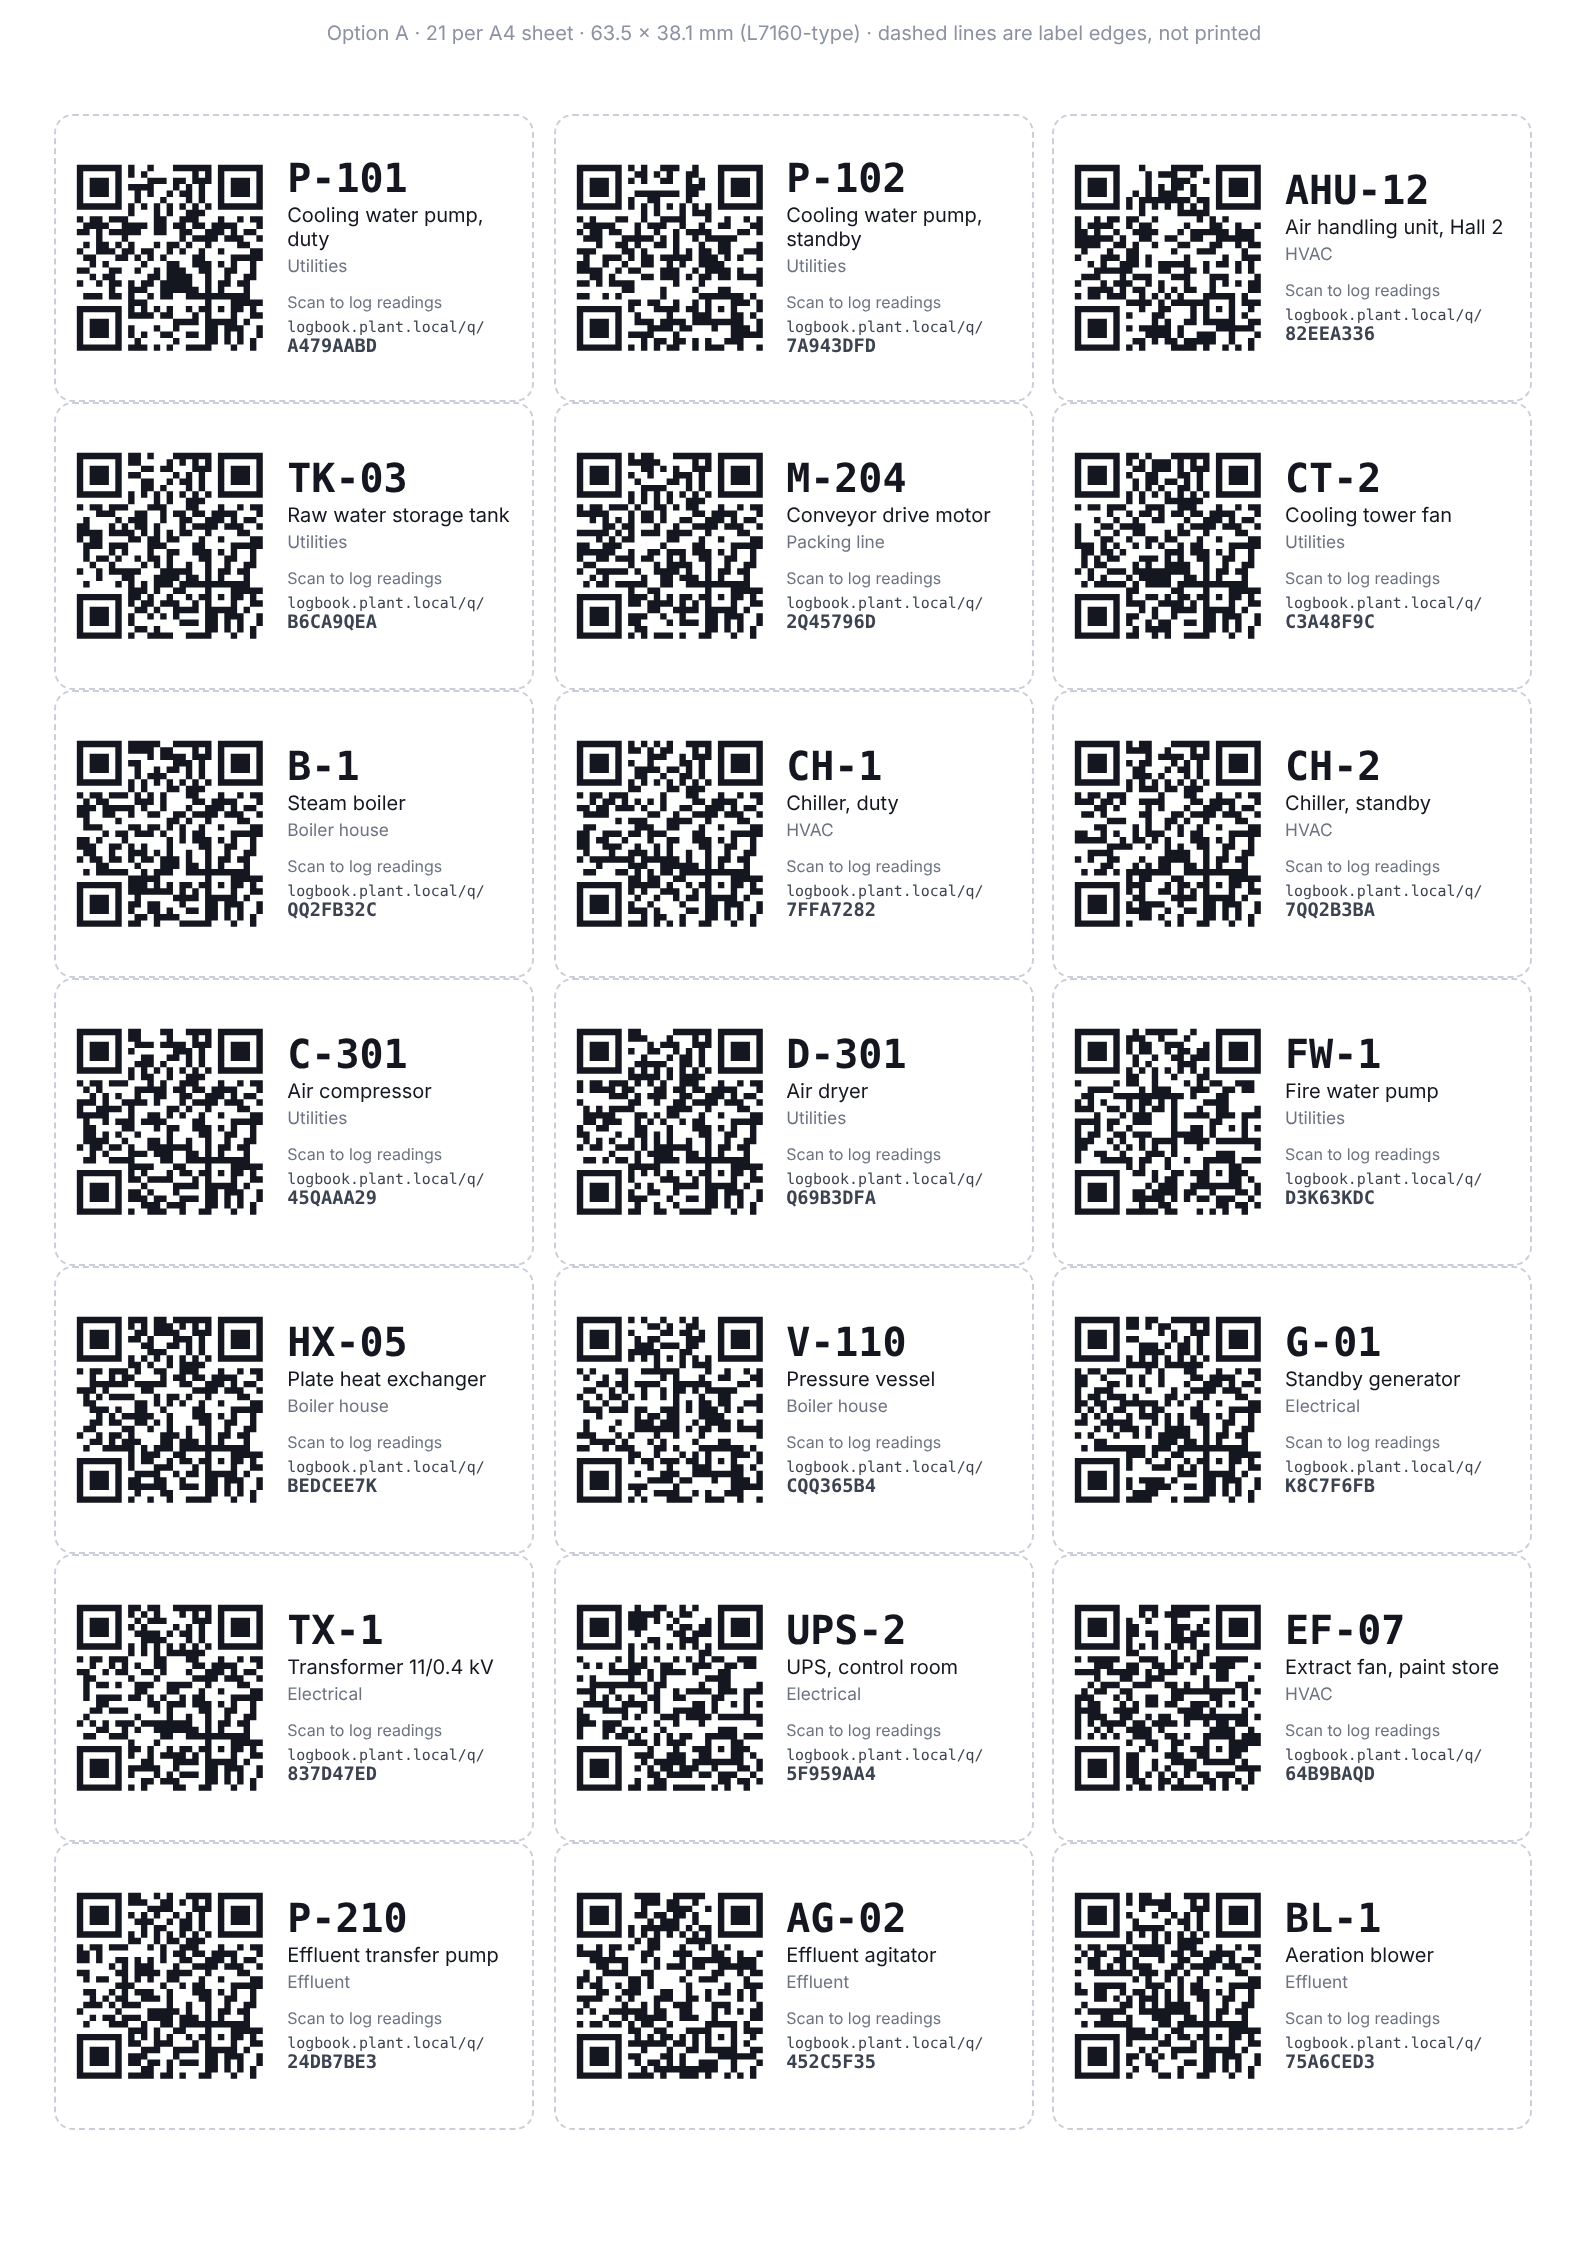 Option A · 21 per A4 sheet · 63.5 × 38.1 mm (L7160-type) · dashed lines are label edges, not printed
P-101
Cooling water pump,
duty
Utilities
Scan to log readings
logbook.plant.local/q/
A479AABD
P-102
Cooling water pump,
standby
Utilities
Scan to log readings
logbook.plant.local/q/
7A943DFD
AHU-12
Air handling unit, Hall 2
HVAC
Scan to log readings
logbook.plant.local/q/
82EEA336
TK-03
Raw water storage tank
Utilities
Scan to log readings
logbook.plant.local/q/
B6CA9QEA
M-204
Conveyor drive motor
Packing line
Scan to log readings
logbook.plant.local/q/
2Q45796D
CT-2
Cooling tower fan
Utilities
Scan to log readings
logbook.plant.local/q/
C3A48F9C
B-1
Steam boiler
Boiler house
Scan to log readings
logbook.plant.local/q/
QQ2FB32C
CH-1
Chiller, duty
HVAC
Scan to log readings
logbook.plant.local/q/
7FFA7282
CH-2
Chiller, standby
HVAC
Scan to log readings
logbook.plant.local/q/
7QQ2B3BA
C-301
Air compressor
Utilities
Scan to log readings
logbook.plant.local/q/
45QAAA29
D-301
Air dryer
Utilities
Scan to log readings
logbook.plant.local/q/
Q69B3DFA
FW-1
Fire water pump
Utilities
Scan to log readings
logbook.plant.local/q/
D3K63KDC
HX-05
Plate heat exchanger
Boiler house
Scan to log readings
logbook.plant.local/q/
BEDCEE7K
V-110
Pressure vessel
Boiler house
Scan to log readings
logbook.plant.local/q/
CQQ365B4
G-01
Standby generator
Electrical
Scan to log readings
logbook.plant.local/q/
K8C7F6FB
TX-1
Transformer 11/0.4 kV
Electrical
Scan to log readings
logbook.plant.local/q/
837D47ED
UPS-2
UPS, control room
Electrical
Scan to log readings
logbook.plant.local/q/
5F959AA4
EF-07
Extract fan, paint store
HVAC
Scan to log readings
logbook.plant.local/q/
64B9BAQD
P-210
Effluent transfer pump
Effluent
Scan to log readings
logbook.plant.local/q/
24DB7BE3
AG-02
Effluent agitator
Effluent
Scan to log readings
logbook.plant.local/q/
452C5F35
BL-1
Aeration blower
Effluent
Scan to log readings
logbook.plant.local/q/
75A6CED3